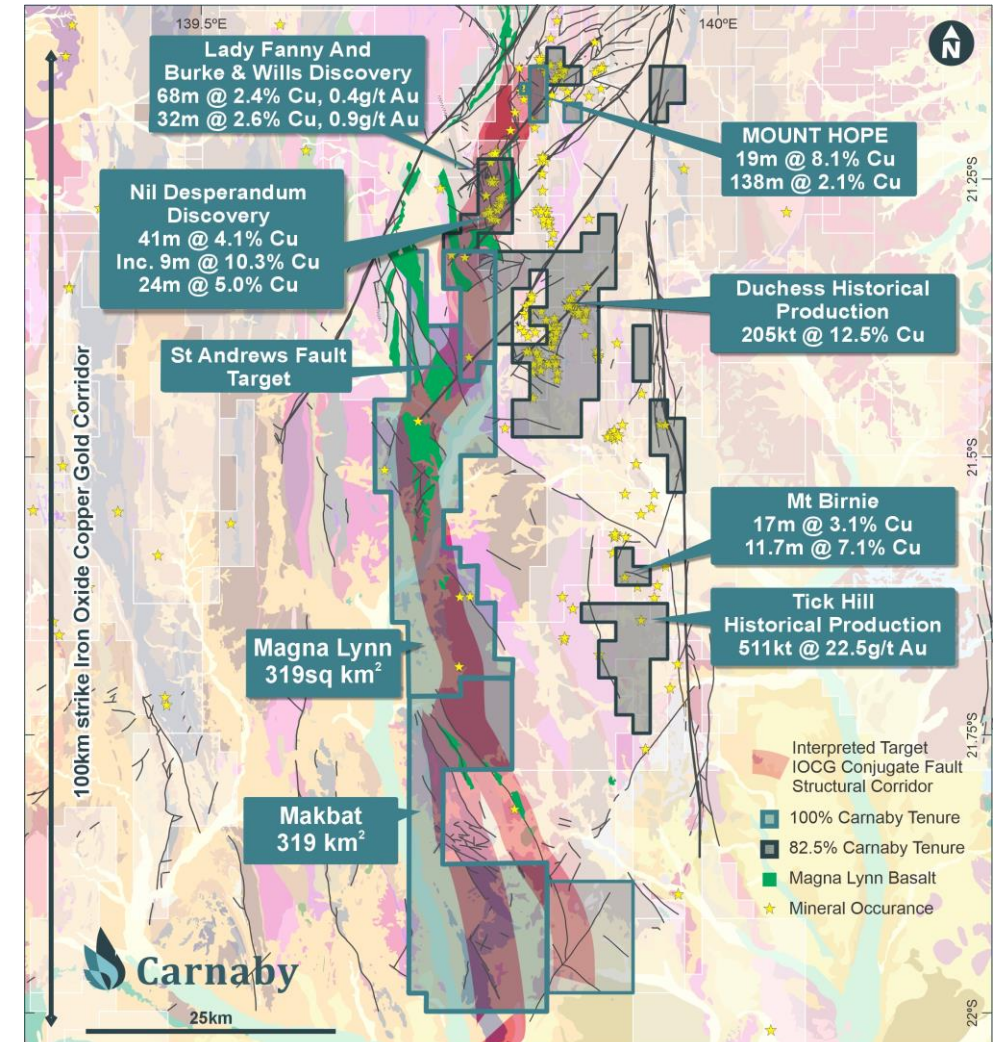 139.5ºE
140ºE
N
Lady Fanny And
Burke & Wills Discovery
68m @ 2.4% Cu, 0.4g/t Au
32m @ 2.6% Cu, 0.9g/t Au
MOUNT HOPE
19m @ 8.1% Cu
138m @ 2.1% Cu
21.25ºS
Nil Desperandum
Discovery
41m @ 4.1% Cu
Inc. 9m @ 10.3% Cu
24m @ 5.0% Cu
Duchess Historical
Production
205kt @ 12.5% Cu
St Andrews Fault
Target
100km strike Iron Oxide Copper Gold Corridor
21.5ºS
Mt Birnie
17m @ 3.1% Cu
11.7m @ 7.1% Cu
Tick Hill
Historical Production
511kt @ 22.5g/t Au
Magna Lynn
319sq km²
21.75ºS
Makbat
319 km²
Interpreted Target
IOCG Conjugate Fault
Structural Corridor
100% Carnaby Tenure
82.5% Carnaby Tenure
Magna Lynn Basalt
Mineral Occurance
Carnaby
25km
22ºS